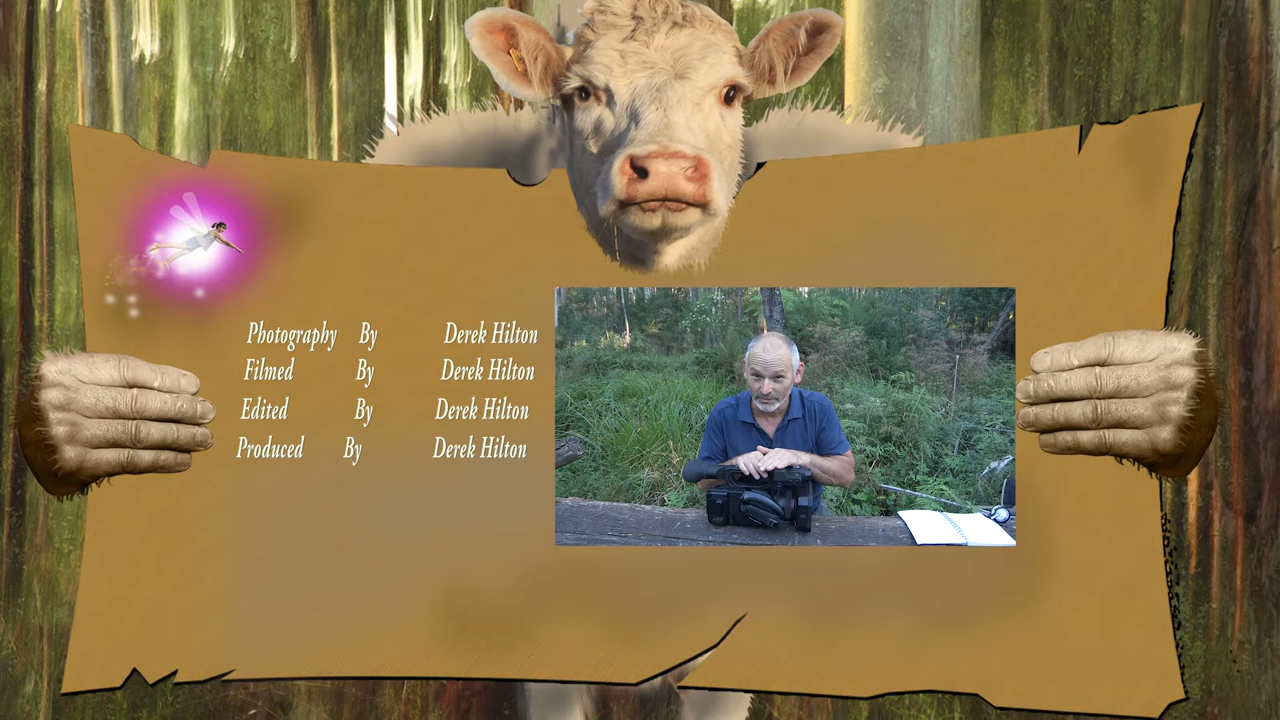 Photography By Derek Hilton
Filmed By Derek Hilton
Edited By Derek Hilton
Produced By Derek Hilton